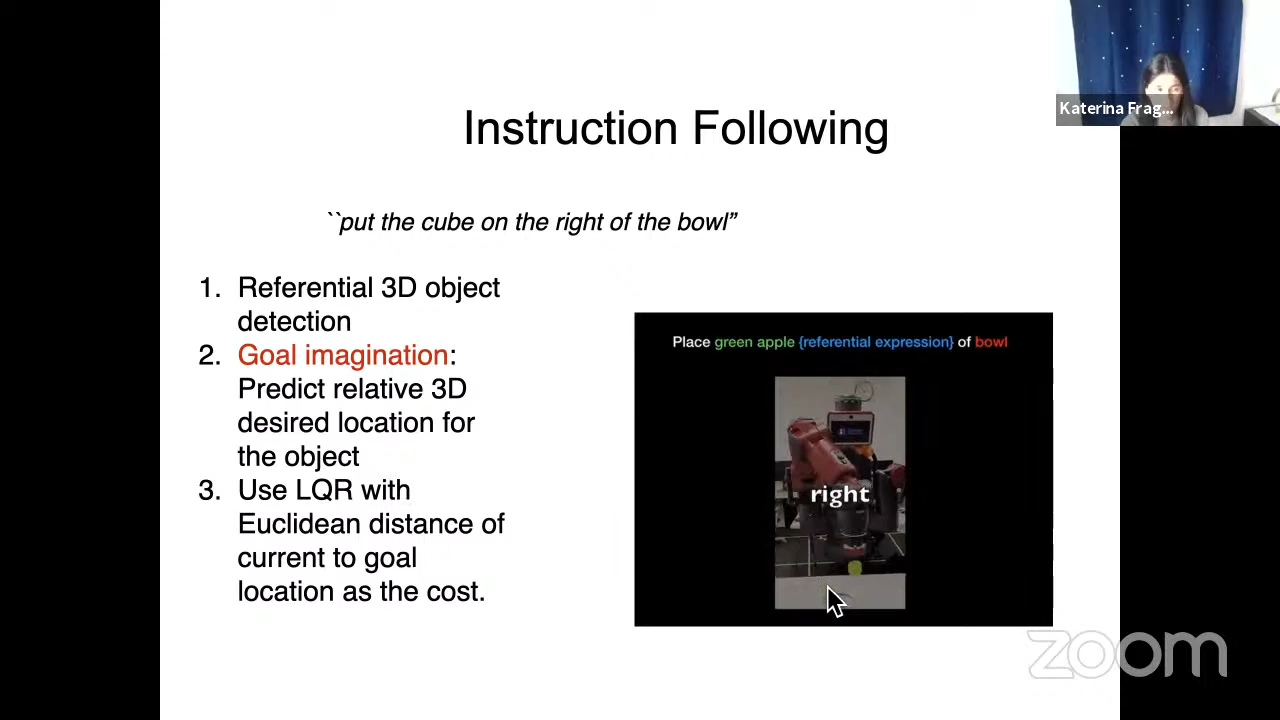 Katerina Frag...
Instruction Following
``put the cube on the right of the bowl”
1. Referential 3D object
detection
2. Goal imagination:
Predict relative 3D
desired location for
the object
3. Use LQR with
Euclidean distance of
current to goal
location as the cost.
Place green apple {referential expression} of bowl
right
zoom